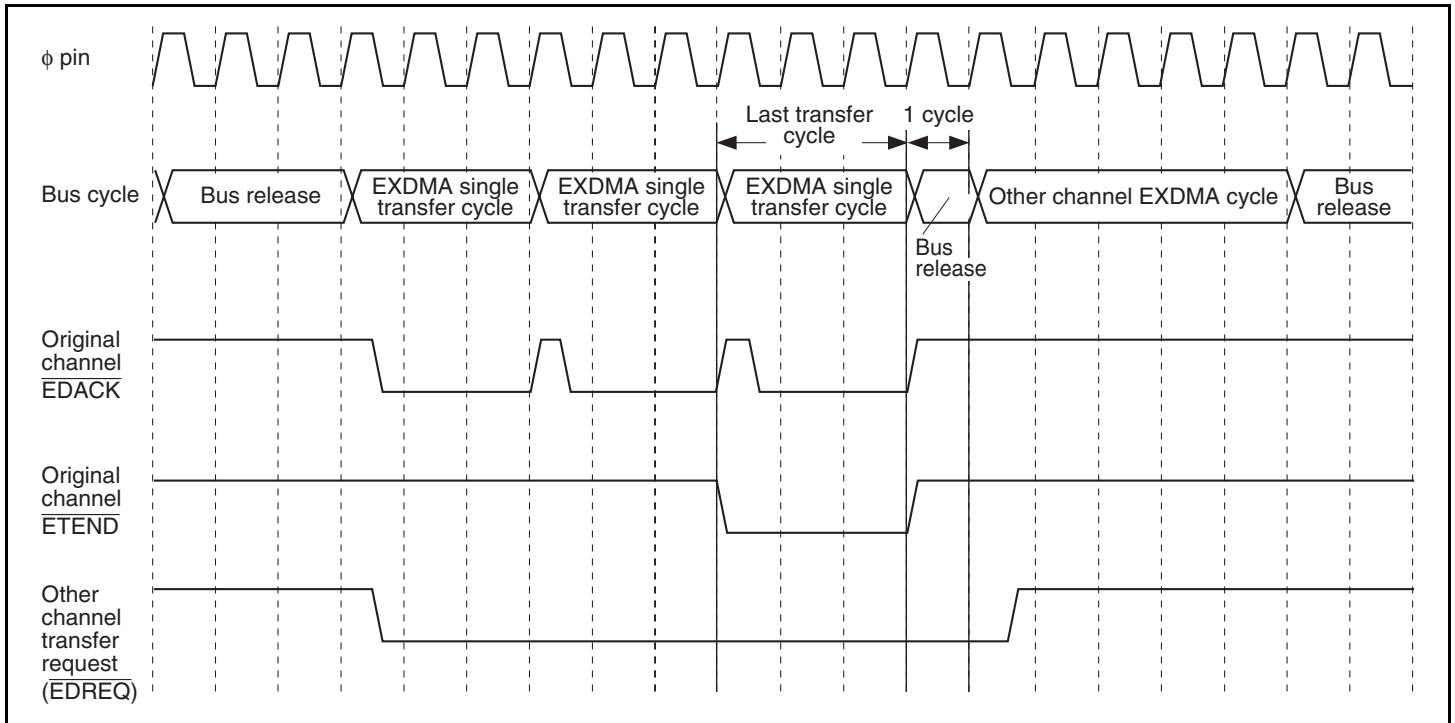 ϕ pin
Last transfer
cycle
1 cycle
Bus cycle
Bus release
EXDMA single
transfer cycle
EXDMA single
transfer cycle
EXDMA single
transfer cycle
Bus
release
Other channel EXDMA cycle
Bus
release
Original
channel
EDACK
Original
channel
ETEND
Other
channel
transfer
request
(EDREQ)